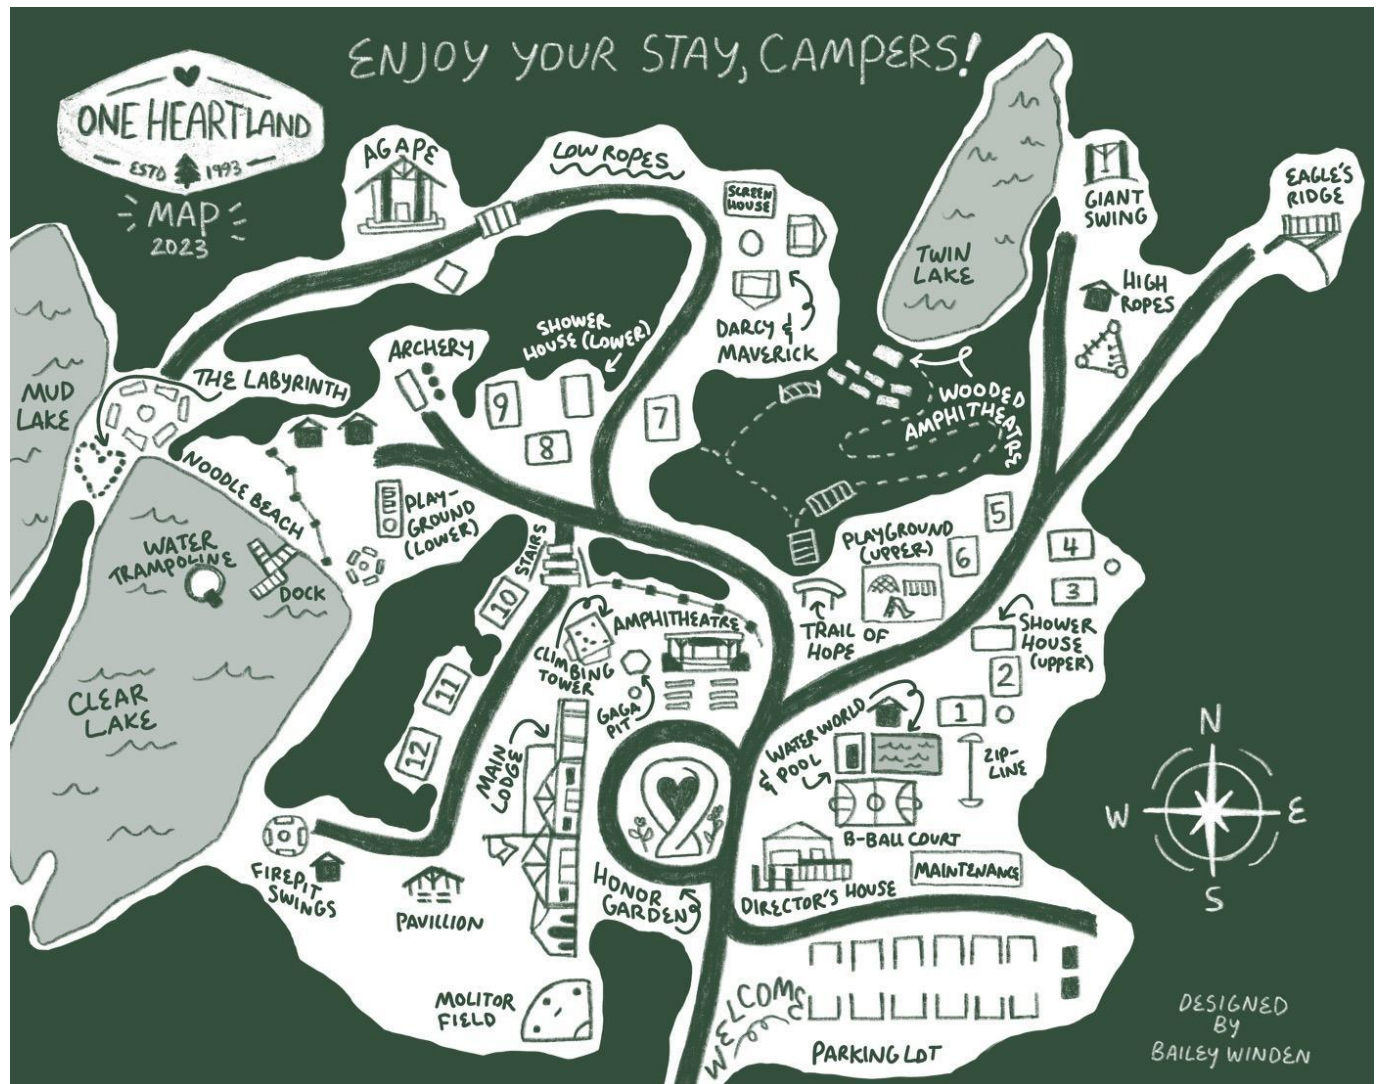 ENJOY YOUR STAY, CAMPERS!
ONE HEARTLAND
ESTD 1993
MAP
2023
AGAPE
LOW ROPES
SCREEN
HOUSE
DARCY &
MAVERICK
TWIN
LAKE
GIANT
SWING
EAGLE'S
RIDGE
HIGH
ROPES
WOODED
AMPHITHEATRE
MUD
LAKE
THE LABYRINTH
ARCHERY
SHOWER
HOUSE (LOWER)
9
8
7
NOODLE BEACH
PLAY-
GROUND
(LOWER)
WATER
TRAMPOLINE
DOCK
CLEAR
LAKE
STAIRS
10
11
12
CLIMBING
TOWER
AMPHITHEATRE
GAGA
PIT
TRAIL OF
HOPE
PLAYGROUND
(UPPER)
5
6
4
3
SHOWER
HOUSE
(UPPER)
2
1
ZIP-
LINE
WATER WORLD
& POOL
B-BALL COURT
MAIN
LODGE
HONOR
GARDEN
DIRECTOR'S HOUSE
MAINTENANCE
FIREPIT
SWINGS
PAVILLION
MOLITOR
FIELD
WELCOME
PARKING LOT
N
W
E
S
DESIGNED
BY
BAILEY WINDEN